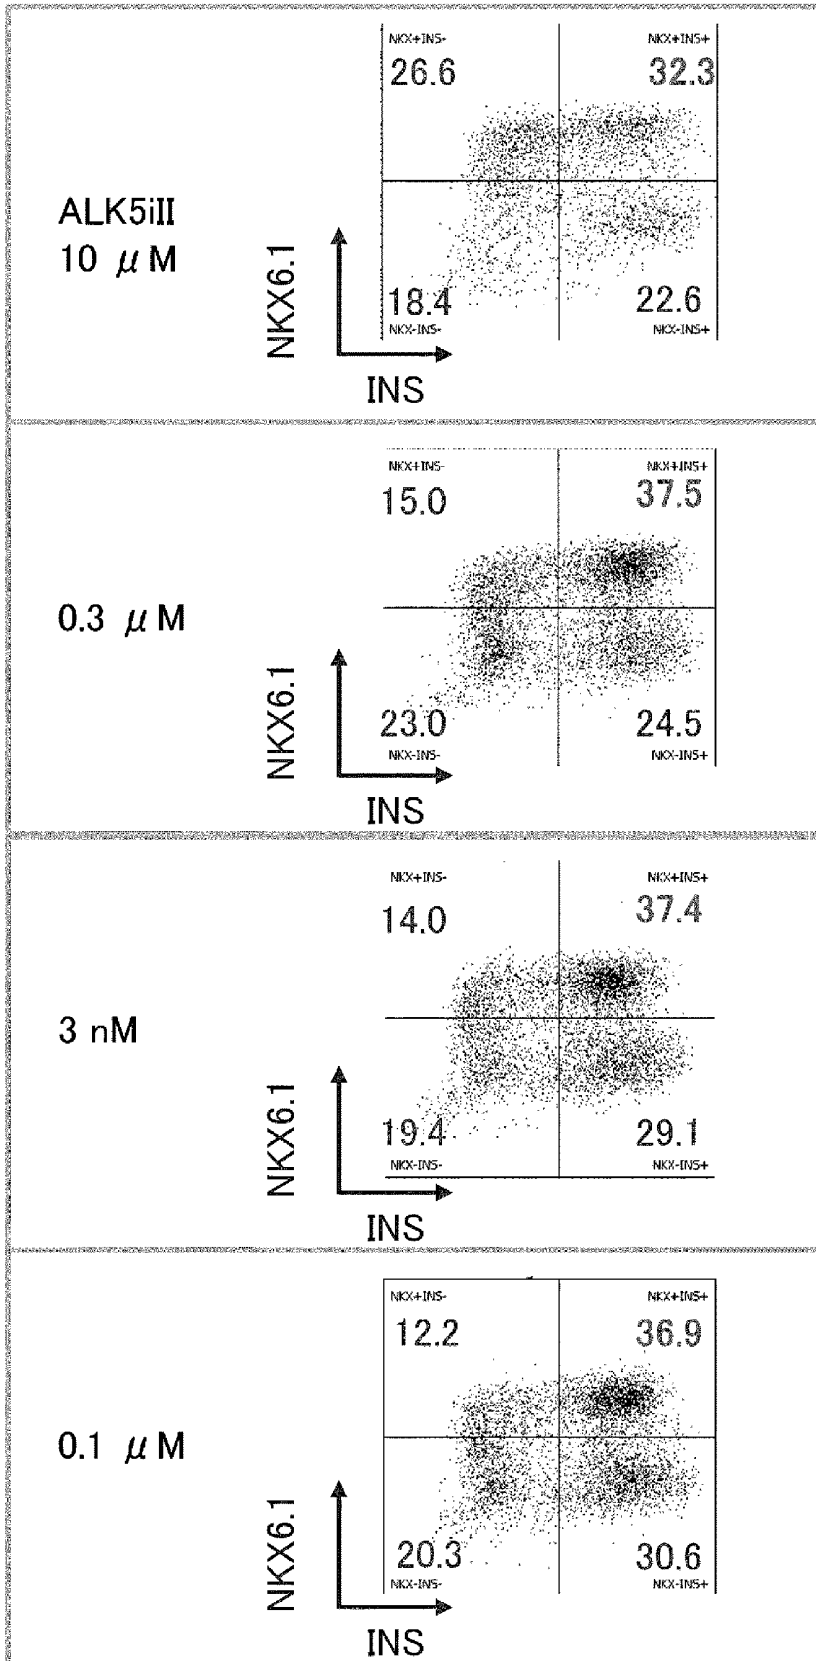 NKX+INS- NKX+INS+
26.6 32.3
ALK5iII
10 μM
NKX6.1
18.4 22.6
NKX-INS- NKX-INS+
INS
NKX+INS- NKX+INS+
15.0 37.5
0.3 μM
NKX6.1
23.0 24.5
NKX-INS- NKX-INS+
INS
NKX+INS- NKX+INS+
14.0 37.4
3 nM
NKX6.1
19.4 29.1
NKX-INS- NKX-INS+
INS
NKX+INS- NKX+INS+
12.2 36.9
0.1 μM
NKX6.1
20.3 30.6
NKX-INS- NKX-INS+
INS